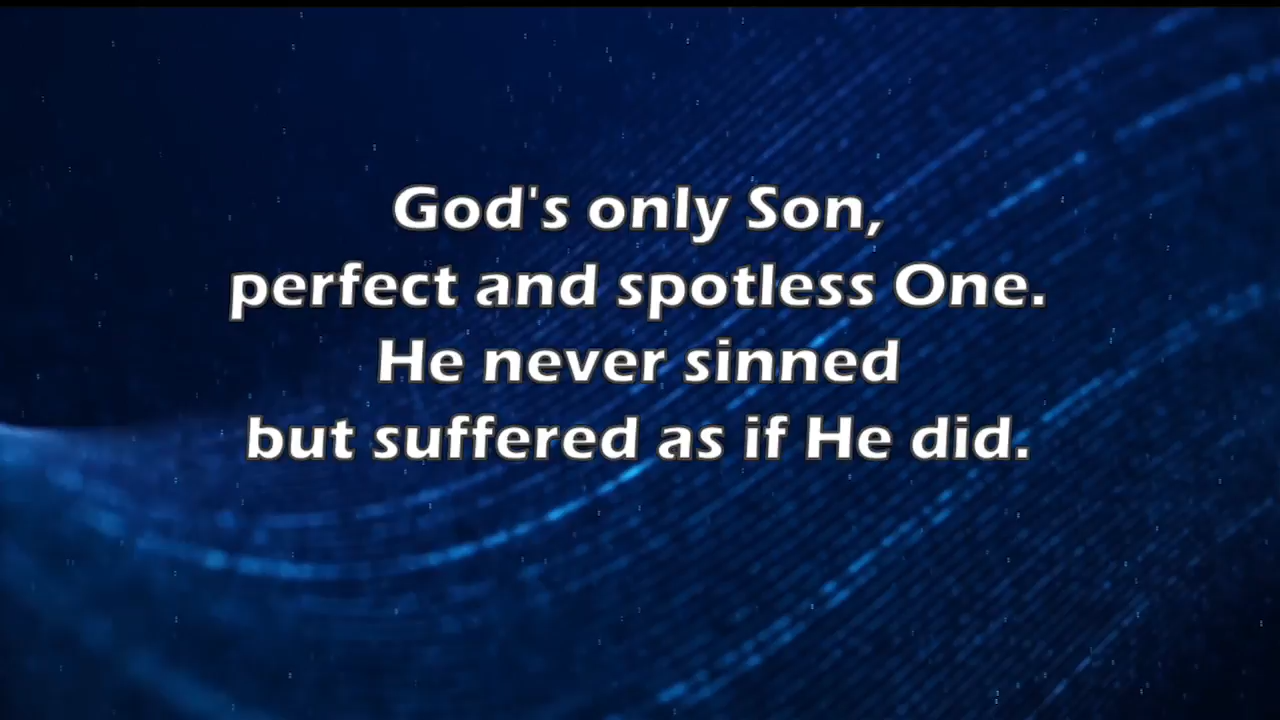 God's only Son,
perfect and spotless One.
He never sinned
but suffered as if He did.